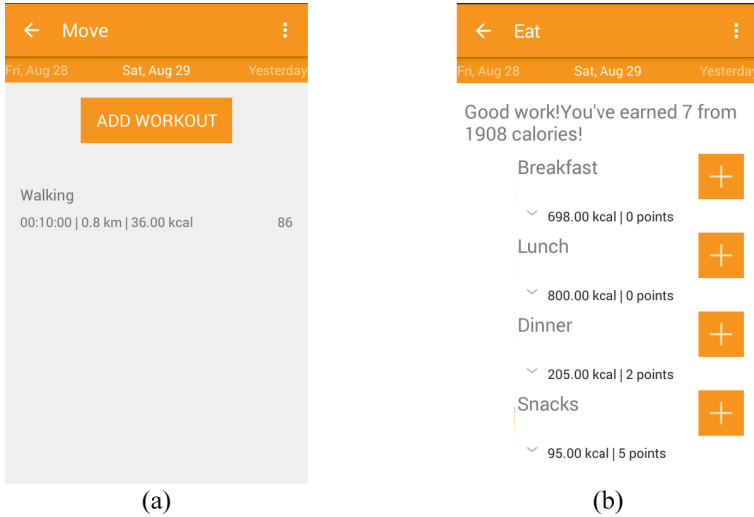 Move
Fri, Aug 28 Sat, Aug 29 Yesterday
ADD WORKOUT
Walking
00:10:00 | 0.8 km | 36.00 kcal 86
(a)
Eat
Fri, Aug 28 Sat, Aug 29 Yesterday
Good work!You've earned 7 from
1908 calories!
Breakfast
698.00 kcal | 0 points
Lunch
800.00 kcal | 0 points
Dinner
205.00 kcal | 2 points
Snacks
95.00 kcal | 5 points
(b)